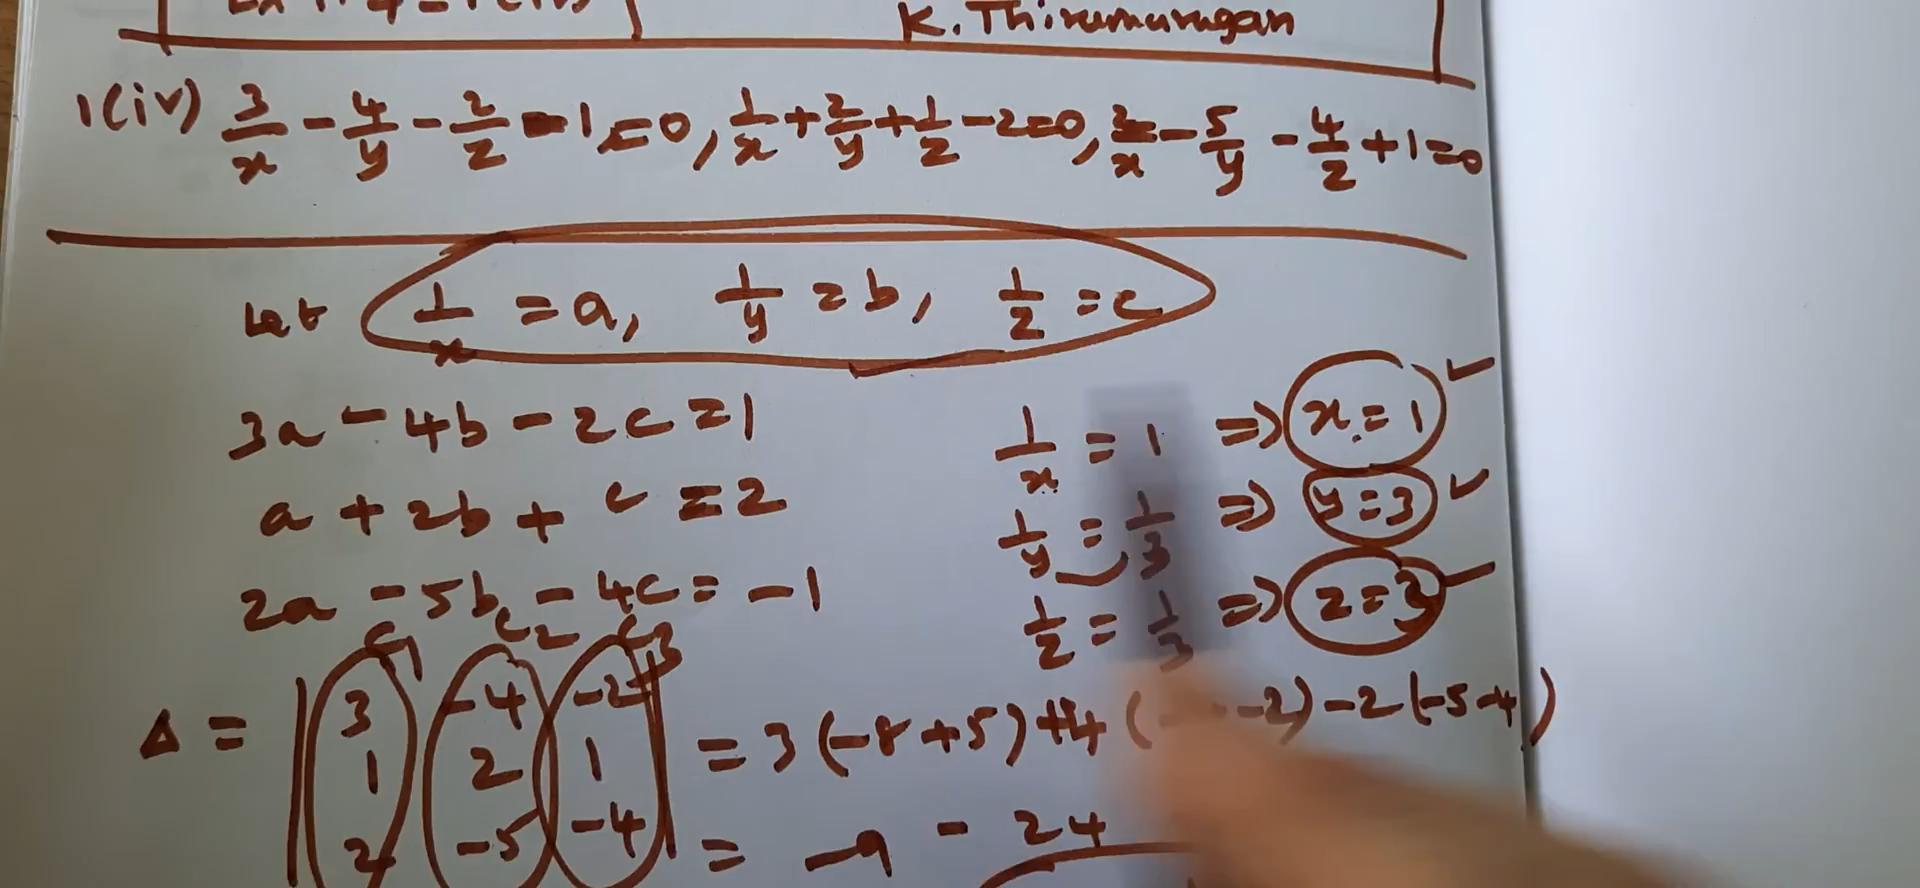 K. Thirumurugan
1(iv) 3/x - 4/y - 2/z - 1 = 0, 1/x + 2/y + 1/z - 2 = 0, 2/x - 5/y - 4/z + 1 = 0
Let 1/x = a, 1/y = b, 1/z = c
3a - 4b - 2c = 1
a + 2b + c = 2
2a - 5b - 4c = -1
1/x = 1 ⇒ x = 1 ✓
1/y = 1/3 ⇒ y = 3 ✓
1/z = 1/3 ⇒ z = 3
C1 C2 C3
Δ = | 3 -4 -2 | = 3(-8+5) +4( -2) -2(-5-4)
1 2 1
2 -5 -4 = -9 - 24